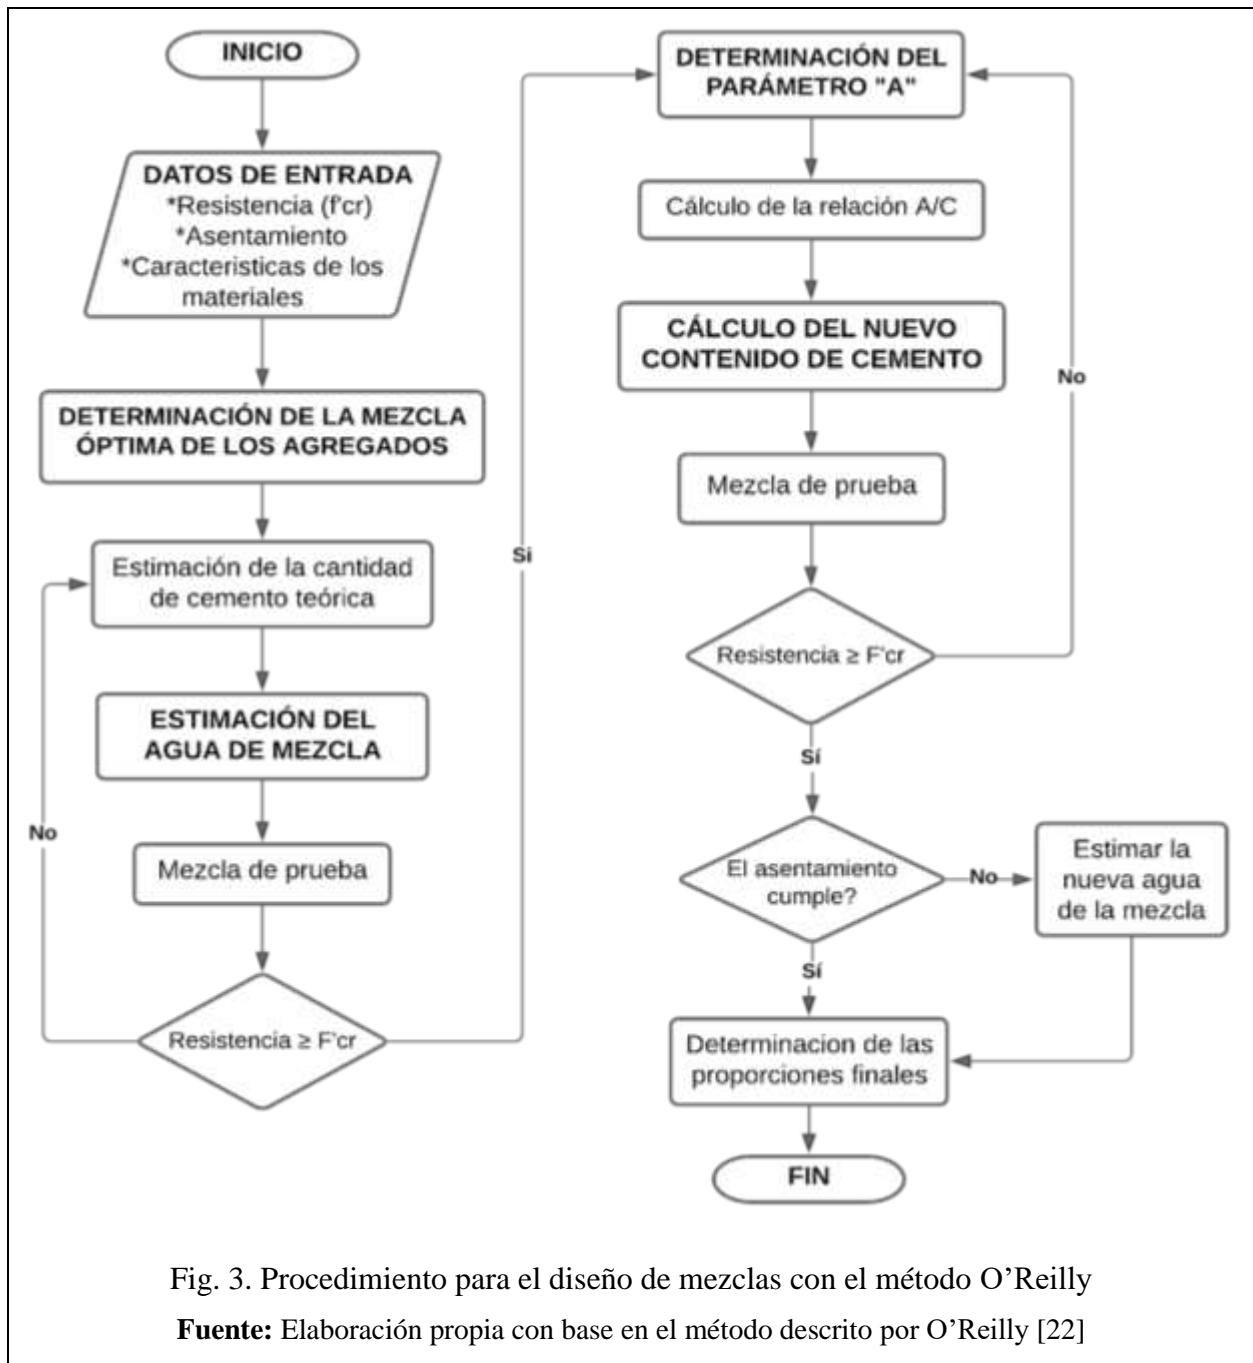 INICIO
DATOS DE ENTRADA
*Resistencia (f'cr)
*Asentamiento
*Caracteristicas de los
materiales
DETERMINACIÓN DE LA MEZCLA
ÓPTIMA DE LOS AGREGADOS
Estimación de la cantidad
de cemento teórica
ESTIMACIÓN DEL
AGUA DE MEZCLA
No
Mezcla de prueba
Resistencia ≥ F'cr
Si
DETERMINACIÓN DEL
PARÁMETRO "A"
Cálculo de la relación A/C
CÁLCULO DEL NUEVO
CONTENIDO DE CEMENTO
No
Mezcla de prueba
Resistencia ≥ F'cr
Sí
El asentamiento
cumple?
No
Estimar la
nueva agua
de la mezcla
Sí
Determinacion de las
proporciones finales
FIN
Fig. 3. Procedimiento para el diseño de mezclas con el método O’Reilly
Fuente: Elaboración propia con base en el método descrito por O’Reilly [22]